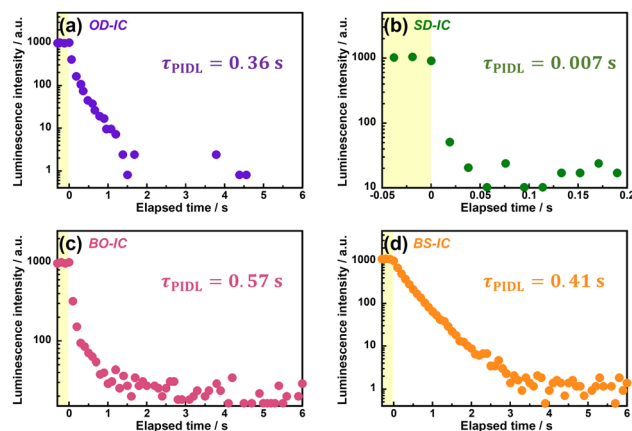 (a) OD-IC
τPIDL = 0.36 s
Luminescence intensity / a.u.
1000
100
10
1
0 1 2 3 4 5 6
Elapsed time / s
(b) SD-IC
τPIDL = 0.007 s
Luminescence intensity / a.u.
1000
100
10
-0.05 0 0.05 0.1 0.15 0.2
Elapsed time / s
(c) BO-IC
τPIDL = 0.57 s
Luminescence intensity / a.u.
1000
100
0 1 2 3 4 5 6
Elapsed time / s
(d) BS-IC
τPIDL = 0.41 s
Luminescence intensity / a.u.
1000
100
10
1
0 1 2 3 4 5 6
Elapsed time / s